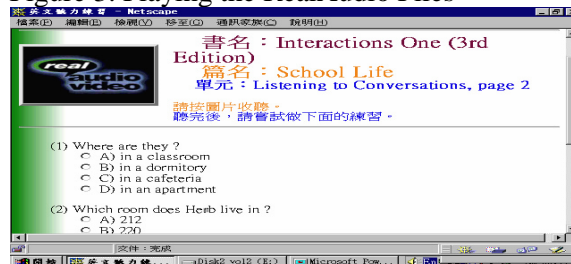 Figure 3: Playing the RealAudio Files
英文聽力練習 - Netscape
檔案(F) 編輯(E) 檢視(V) 移至(G) 通訊家族(C) 說明(H)
real audio video
書名：Interactions One (3rd
Edition)
篇名：School Life
單元：Listening to Conversations, page 2
請按圖片收聽。
聽完後，請嘗試做下面的練習。
(1) Where are they ?
A) in a classroom
B) in a dormitory
C) in a cafeteria
D) in an apartment
(2) Which room does Herb live in ?
A) 212
B) 220
文件：完成
開始 英文聽力練... Disk2_vol2 (E:) Microsoft Pow...